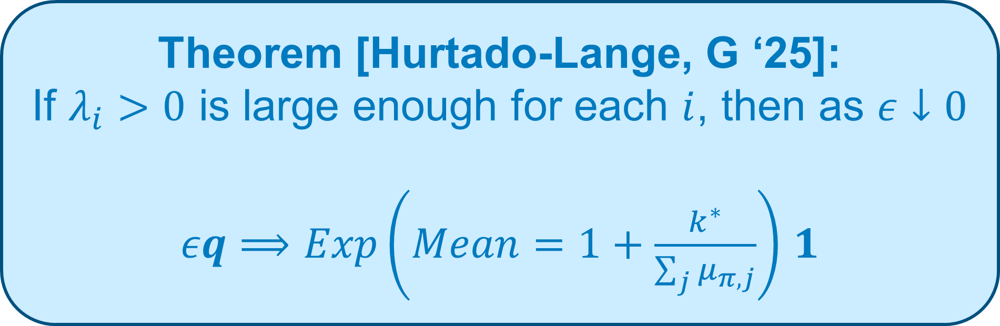 Theorem [Hurtado-Lange, G ‘25]:
If λ_i > 0 is large enough for each i, then as ϵ ↓ 0
ϵ𝒒 ⟹ Exp(Mean = 1 + k^* / ∑_j μ_{π,j}) 𝟏